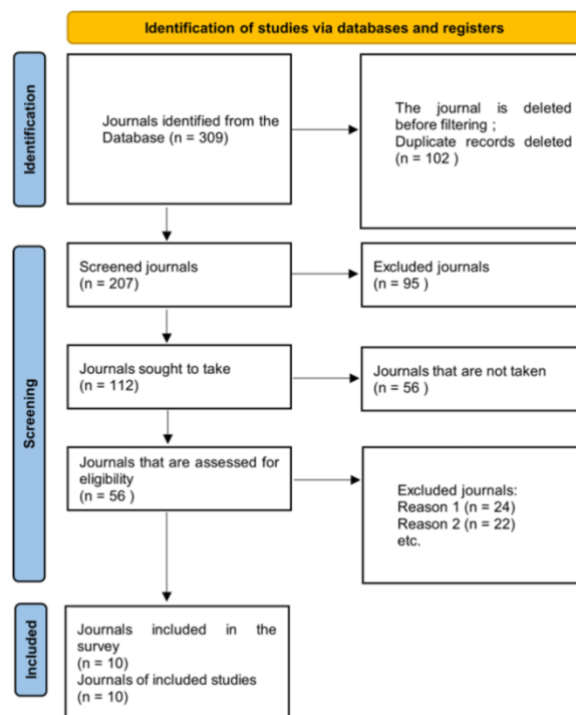 Identification of studies via databases and registers
Identification
Journals identified from the
Database (n = 309)
The journal is deleted
before filtering ;
Duplicate records deleted
(n = 102 )
Screening
Screened journals
(n = 207)
Excluded journals
(n = 95 )
Journals sought to take
(n = 112)
Journals that are not taken
(n = 56 )
Journals that are assessed for
eligibility
(n = 56 )
Excluded journals:
Reason 1 (n = 24)
Reason 2 (n = 22)
etc.
Included
Journals included in the
survey
(n = 10)
Journals of included studies
(n = 10)